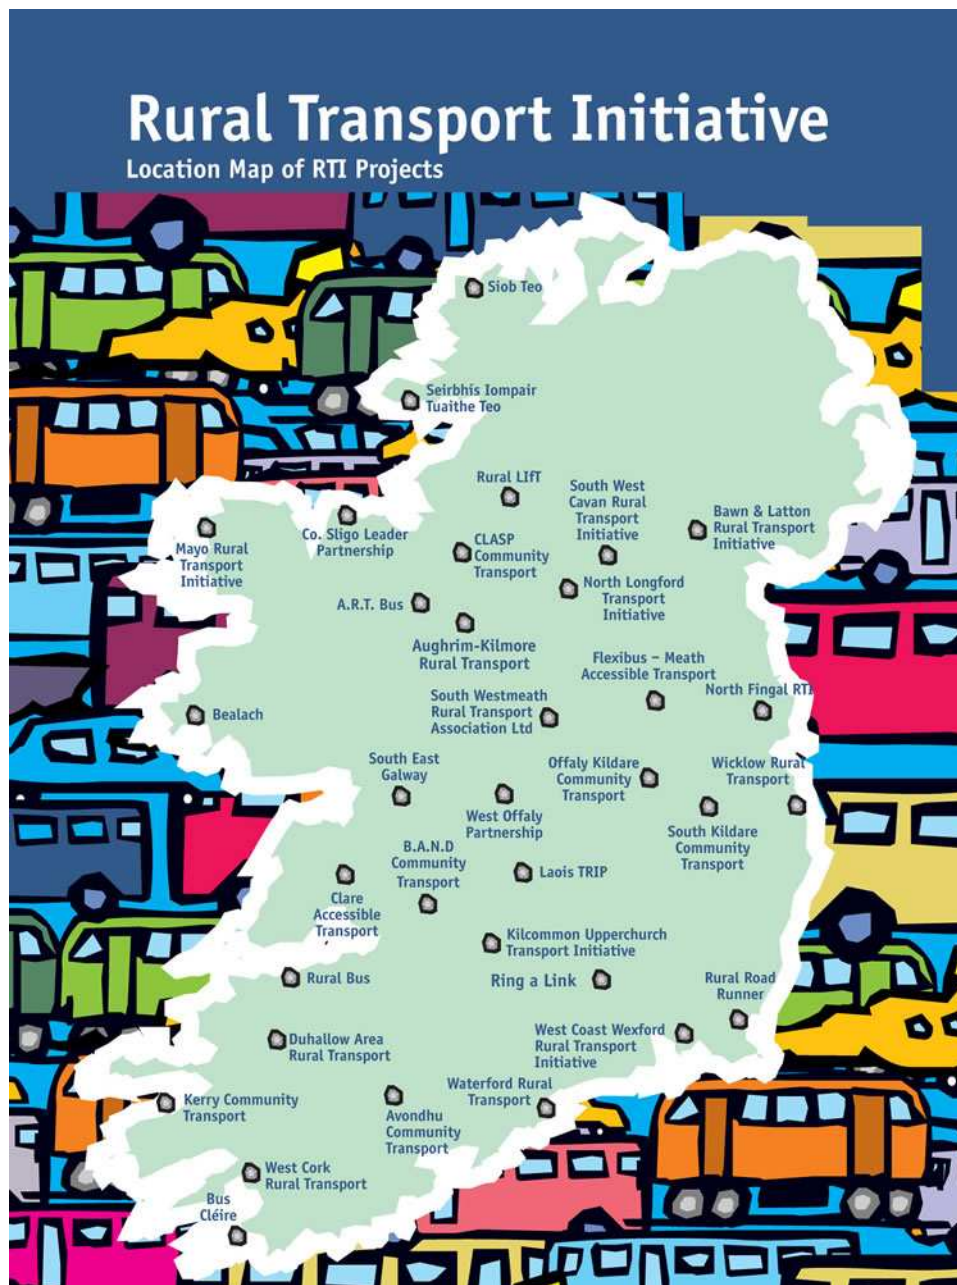 Rural Transport Initiative
Location Map of RTI Projects
Siob Teo
Seirbhis Iompair
Tuaithe Teo
Rural LIfT
South West
Cavan Rural
Transport
Initiative
Bawn & Latton
Rural Transport
Initiative
Co. Sligo Leader
Partnership
Mayo Rural
Transport
Initiative
CLASP
Community
Transport
North Longford
Transport
Initiative
A.R.T. Bus
Aughrim-Kilmore
Rural Transport
Flexibus – Meath
Accessible Transport
North Fingal RTI
South Westmeath
Rural Transport
Association Ltd
Bealach
South East
Galway
Offaly Kildare
Community
Transport
Wicklow Rural
Transport
West Offaly
Partnership
South Kildare
Community
Transport
B.A.N.D
Community
Transport
Laois TRIP
Clare
Accessible
Transport
Kilcommon Upperchurch
Transport Initiative
Rural Bus
Ring a Link
Rural Road
Runner
Duhallow Area
Rural Transport
West Coast Wexford
Rural Transport
Initiative
Waterford Rural
Transport
Kerry Community
Transport
Avondhu
Community
Transport
West Cork
Rural Transport
Bus
Cléire